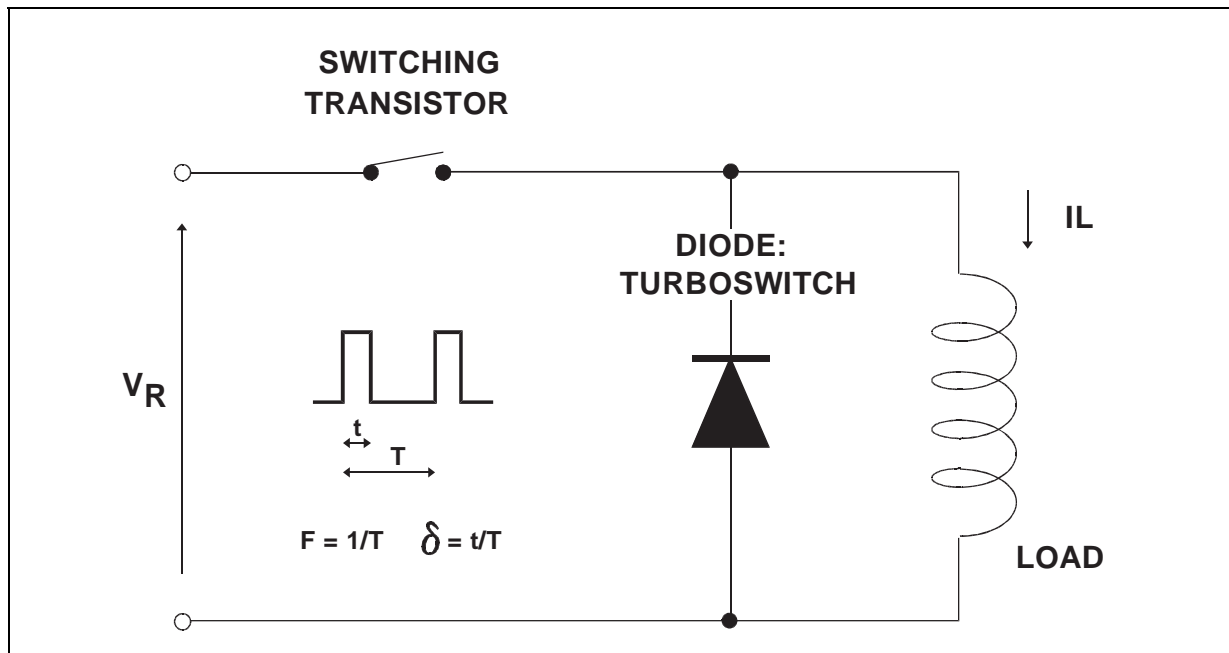 SWITCHING
TRANSISTOR
IL
DIODE:
TURBOSWITCH
VR
t
T
F = 1/T δ = t/T
LOAD